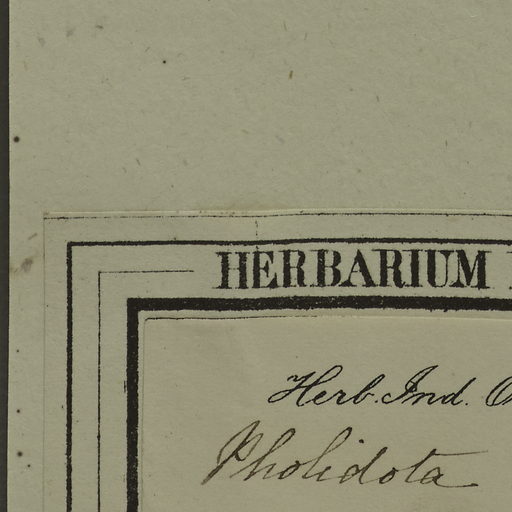 HERBARIUM
Herb. Ind. O
Pholidota